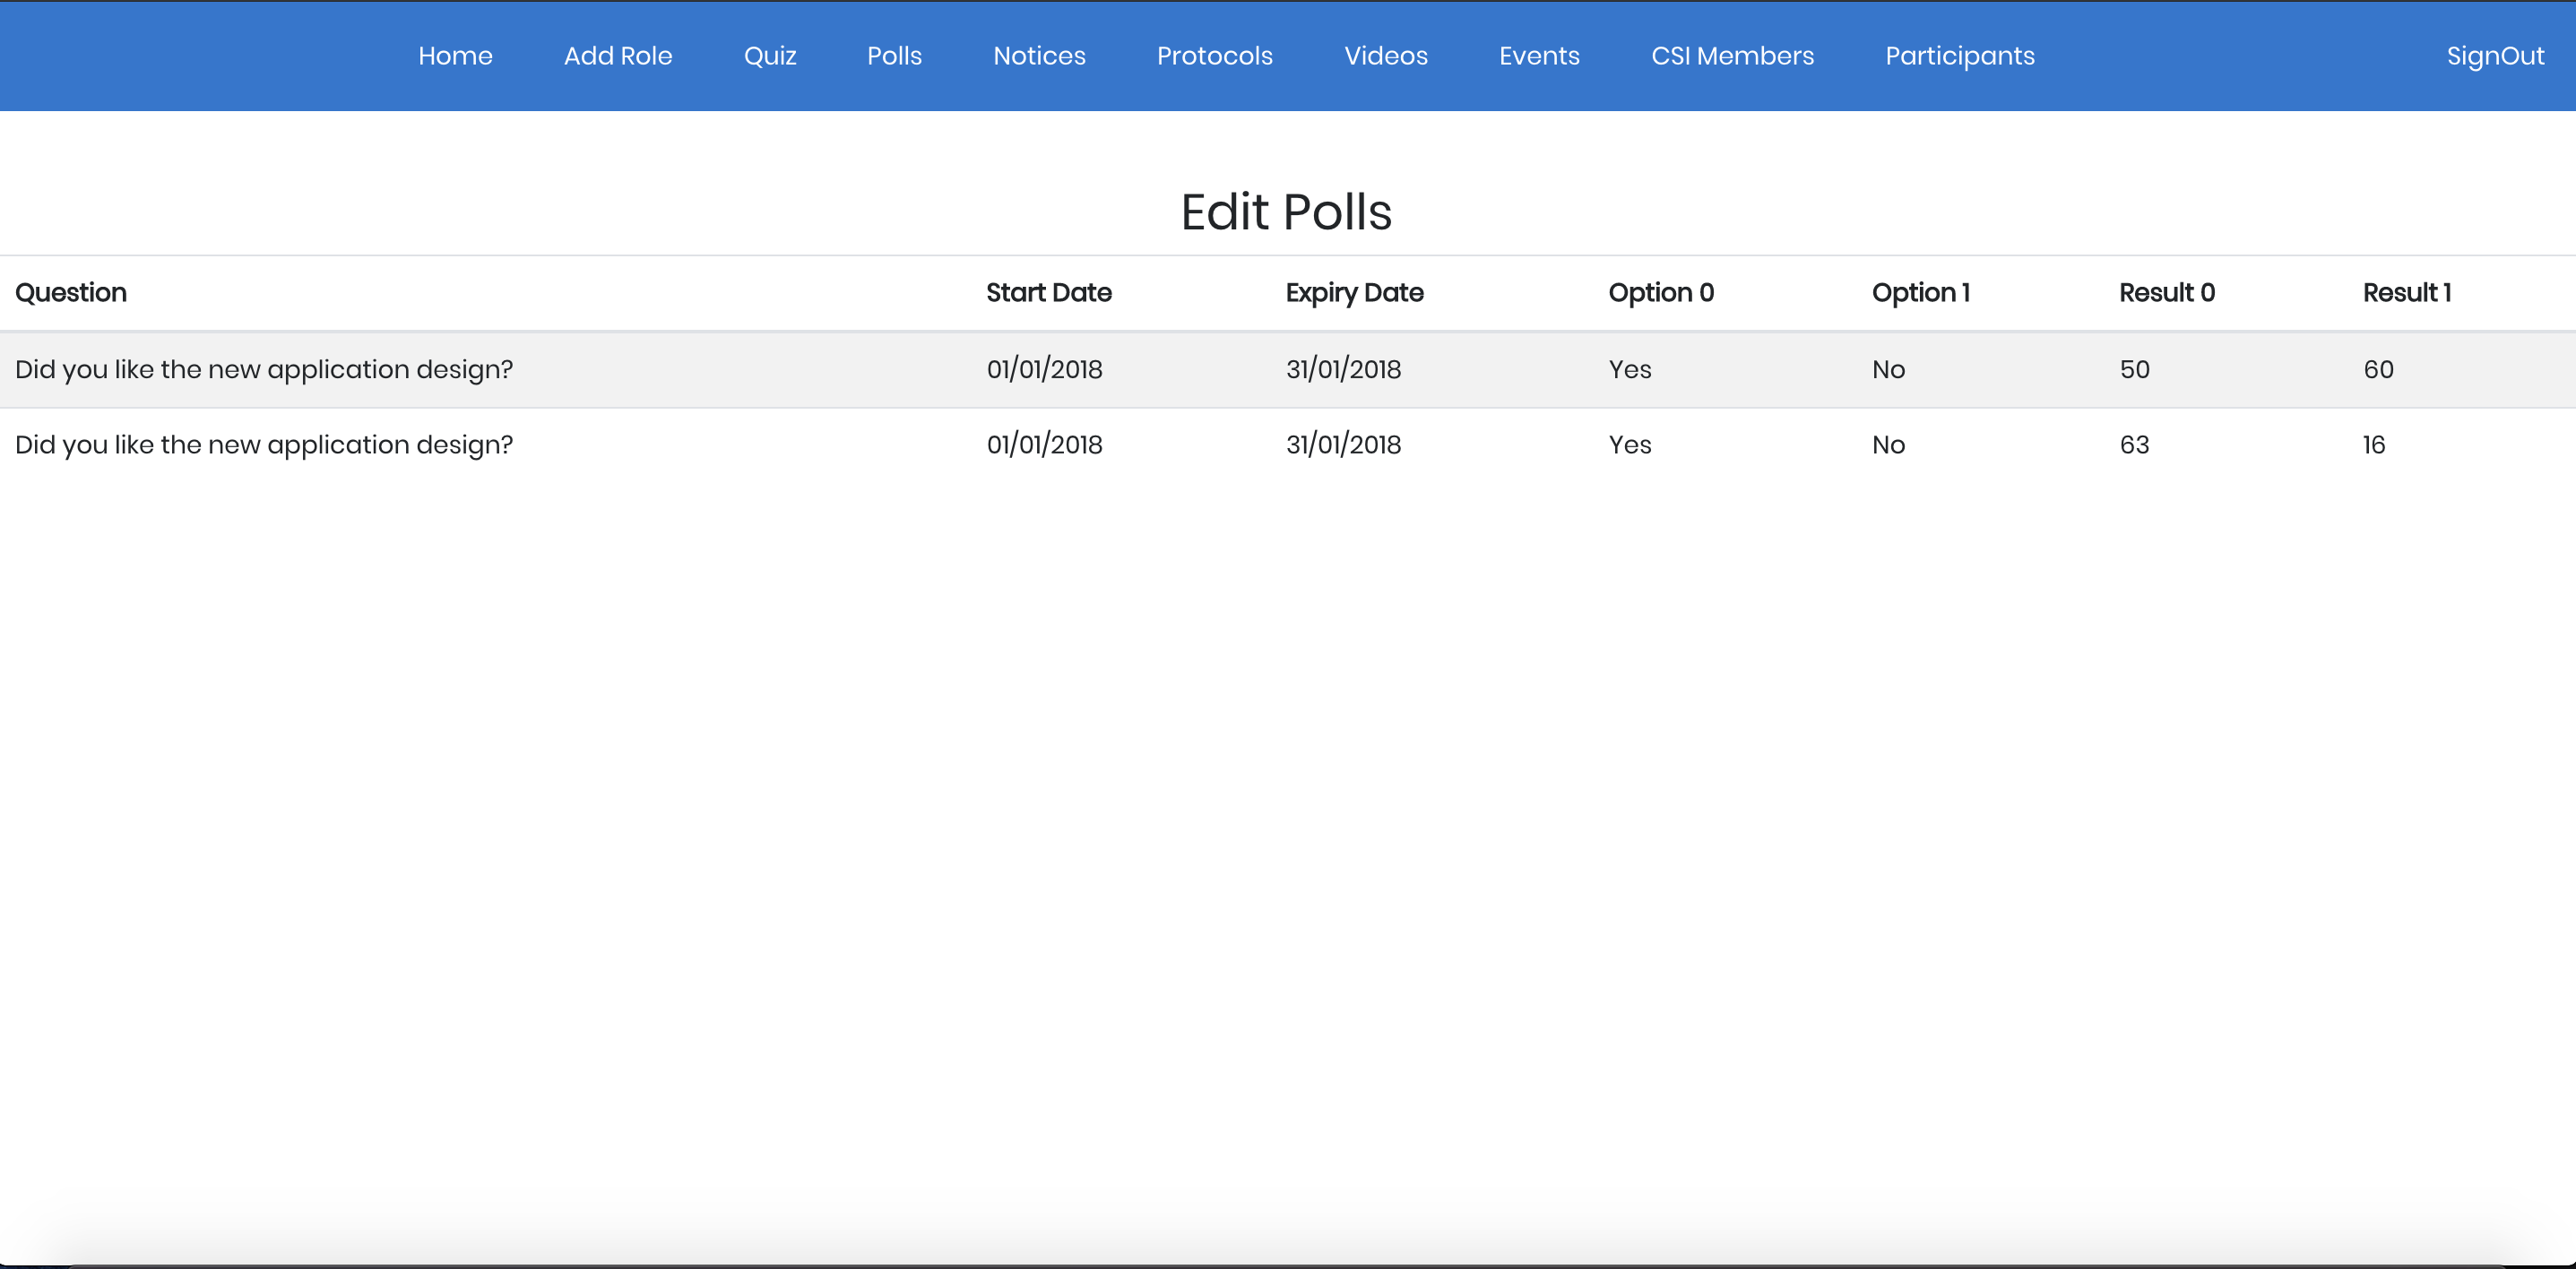 Home Add Role Quiz Polls Notices Protocols Videos Events CSI Members Participants SignOut
Edit Polls
Question Start Date Expiry Date Option 0 Option 1 Result 0 Result 1
Did you like the new application design? 01/01/2018 31/01/2018 Yes No 50 60
Did you like the new application design? 01/01/2018 31/01/2018 Yes No 63 16